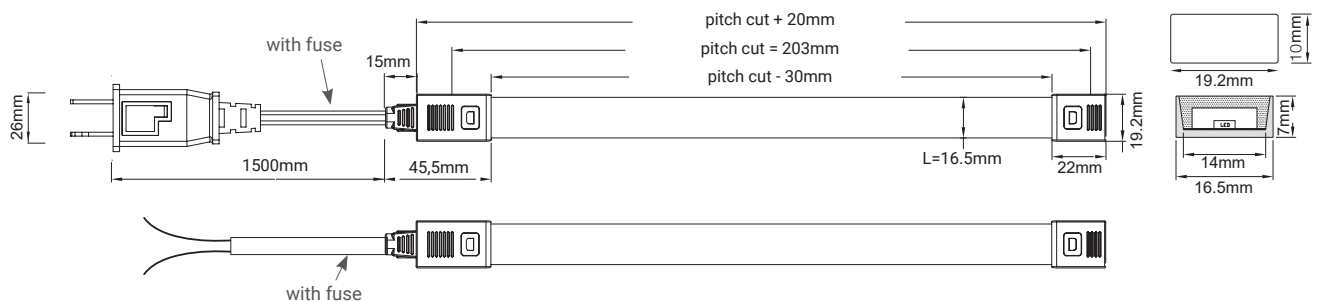 pitch cut + 20mm
with fuse
pitch cut = 203mm
15mm
pitch cut - 30mm
10mm
19.2mm
26mm
19.2mm
LED
7mm
L=16.5mm
1500mm
45,5mm
22mm
14mm
16.5mm
with fuse